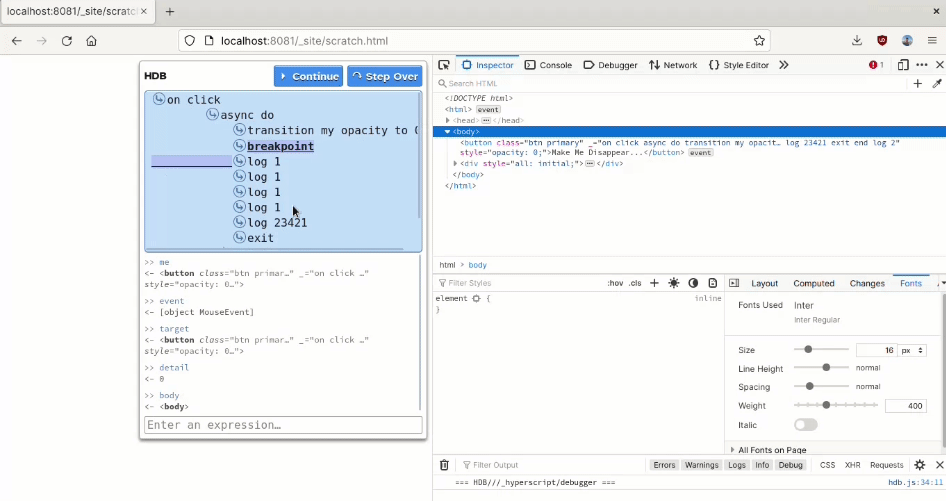 localhost:8081/_site/scratc
localhost:8081/_site/scratch.html
HDB
Continue
Step Over
on click
async do
transition my opacity to
breakpoint
log 1
log 1
log 1
log 1
log 23421
exit
>> me
<- <button class="btn primar…" _="on click …"
style="opacity: 0…">
>> event
<- [object MouseEvent]
>> target
<- <button class="btn primar…" _="on click …"
style="opacity: 0…">
>> detail
<- 0
>> body
<- <body>
Enter an expression…
Inspector
Console
Debugger
Network
{} Style Editor
1
Search HTML
<!DOCTYPE html>
<html> event
<head> … </head>
<body>
<button class="btn primary" _="on click async do transition my opacit… log 23421 exit end log 2"
style="opacity: 0;">Make Me Disappear...</button> event
<div style="all: initial;"> … </div>
</body>
</html>
html > body
Filter Styles
:hov .cls
element {
inline
}
Layout
Computed
Changes
Fonts
Fonts Used
Inter
Inter Regular
Size
16
px
Line Height
normal
Spacing
normal
Weight
400
Italic
All Fonts on Page
Filter Output
Errors
Warnings
Logs
Info
Debug
CSS
XHR
Requests
=== HDB///_hyperscript/debugger ===
hdb.js:34:11